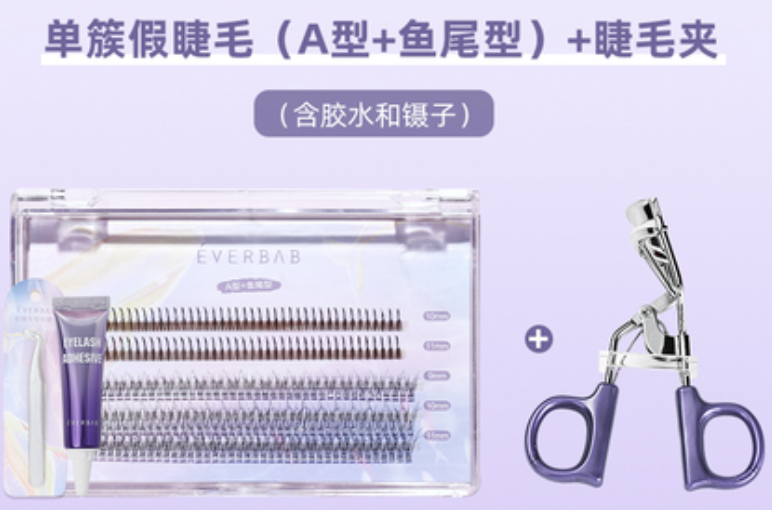 单簇假睫毛（A型+鱼尾型）+睫毛夹
（含胶水和镊子）
EVERBAB
A型+鱼尾型
10mm
11mm
9mm
10mm
11mm
EYELASH
ADHESIVE
EVERBAB